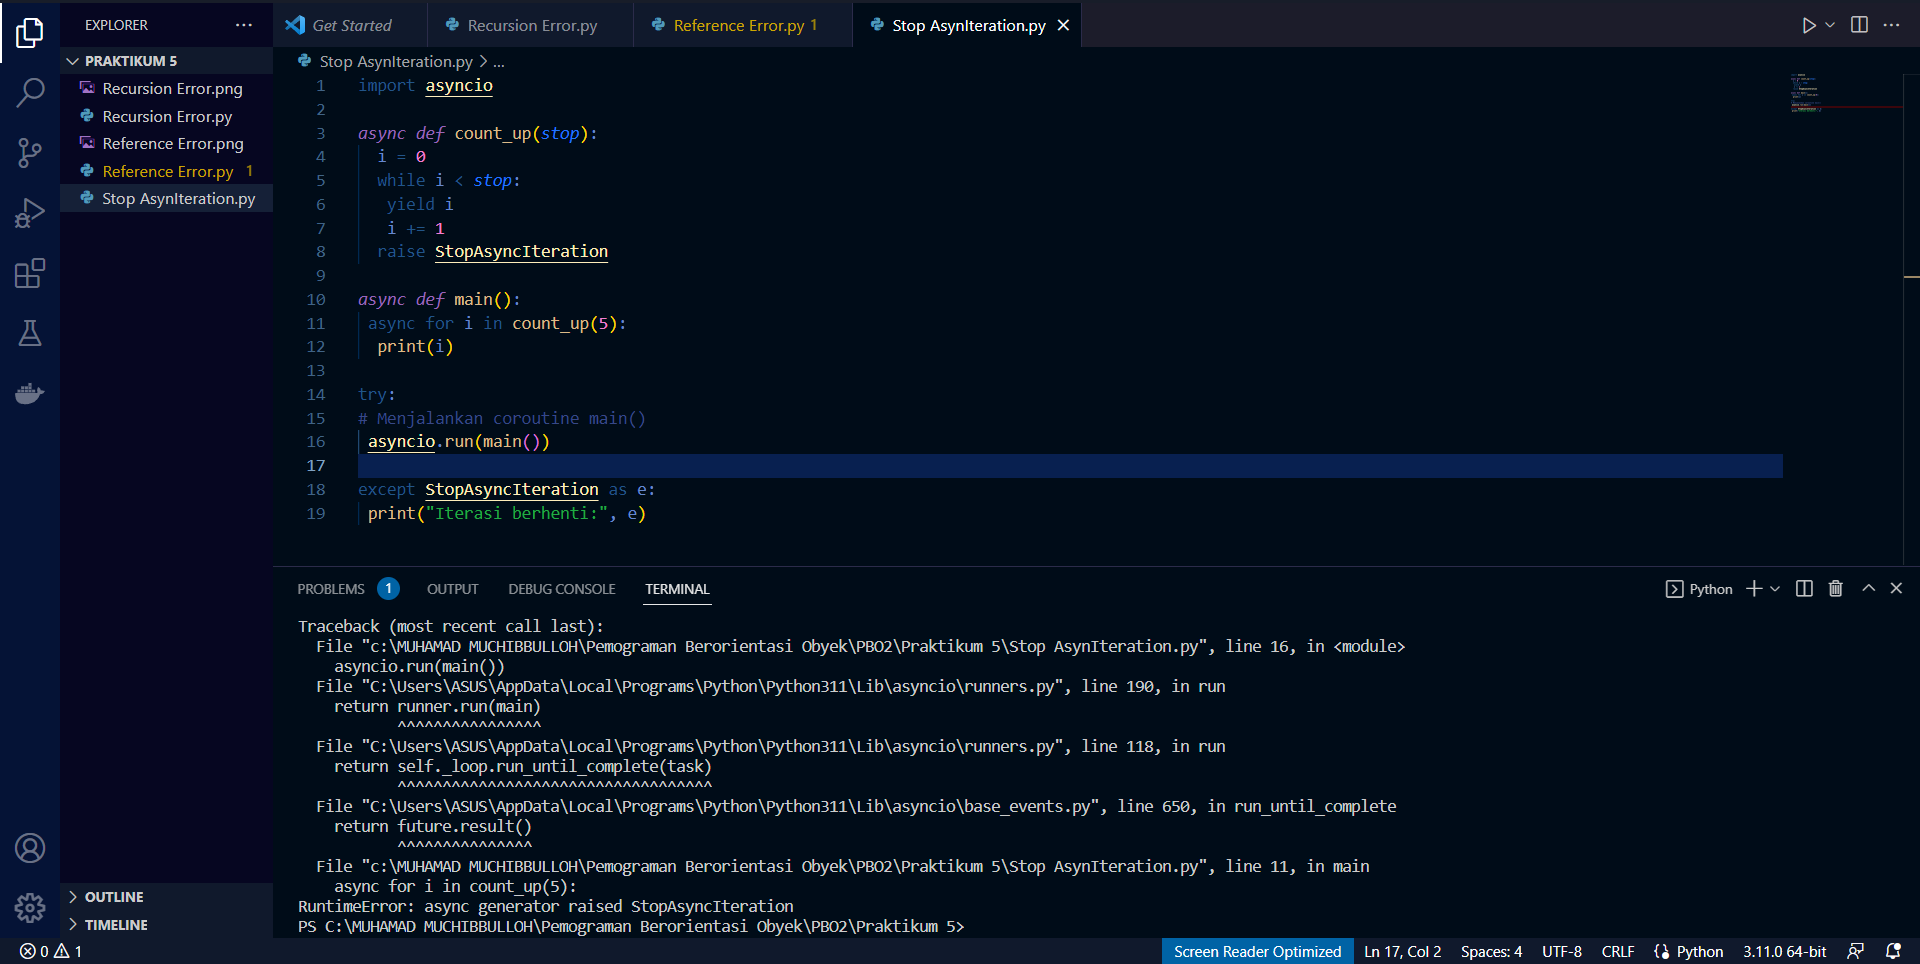 EXPLORER ...
Get Started
Recursion Error.py
Reference Error.py 1
Stop AsynIteration.py
PRAKTIKUM 5
Recursion Error.png
Recursion Error.py
Reference Error.png
Reference Error.py 1
Stop AsynIteration.py
Stop AsynIteration.py > ...
1 import asyncio
2
3 async def count_up(stop):
4 i = 0
5 while i < stop:
6 yield i
7 i += 1
8 raise StopAsyncIteration
9
10 async def main():
11 async for i in count_up(5):
12 print(i)
13
14 try:
15 # Menjalankan coroutine main()
16 asyncio.run(main())
17
18 except StopAsyncIteration as e:
19 print("Iterasi berhenti:", e)
PROBLEMS 1 OUTPUT DEBUG CONSOLE TERMINAL
Python
Traceback (most recent call last):
File "c:\MUHAMAD MUCHIBBULLOH\Pemograman Berorientasi Obyek\PBO2\Praktikum 5\Stop AsynIteration.py", line 16, in <module>
asyncio.run(main())
File "C:\Users\ASUS\AppData\Local\Programs\Python\Python311\Lib\asyncio\runners.py", line 190, in run
return runner.run(main)
^^^^^^^^^^^^^^^^
File "C:\Users\ASUS\AppData\Local\Programs\Python\Python311\Lib\asyncio\runners.py", line 118, in run
return self._loop.run_until_complete(task)
^^^^^^^^^^^^^^^^^^^^^^^^^^^^^^^^^^^
File "C:\Users\ASUS\AppData\Local\Programs\Python\Python311\Lib\asyncio\base_events.py", line 650, in run_until_complete
return future.result()
^^^^^^^^^^^^^^^
File "c:\MUHAMAD MUCHIBBULLOH\Pemograman Berorientasi Obyek\PBO2\Praktikum 5\Stop AsynIteration.py", line 11, in main
async for i in count_up(5):
RuntimeError: async generator raised StopAsyncIteration
PS C:\MUHAMAD MUCHIBBULLOH\Pemograman Berorientasi Obyek\PBO2\Praktikum 5>
OUTLINE
TIMELINE
0 1
Screen Reader Optimized Ln 17, Col 2 Spaces: 4 UTF-8 CRLF Python 3.11.0 64-bit